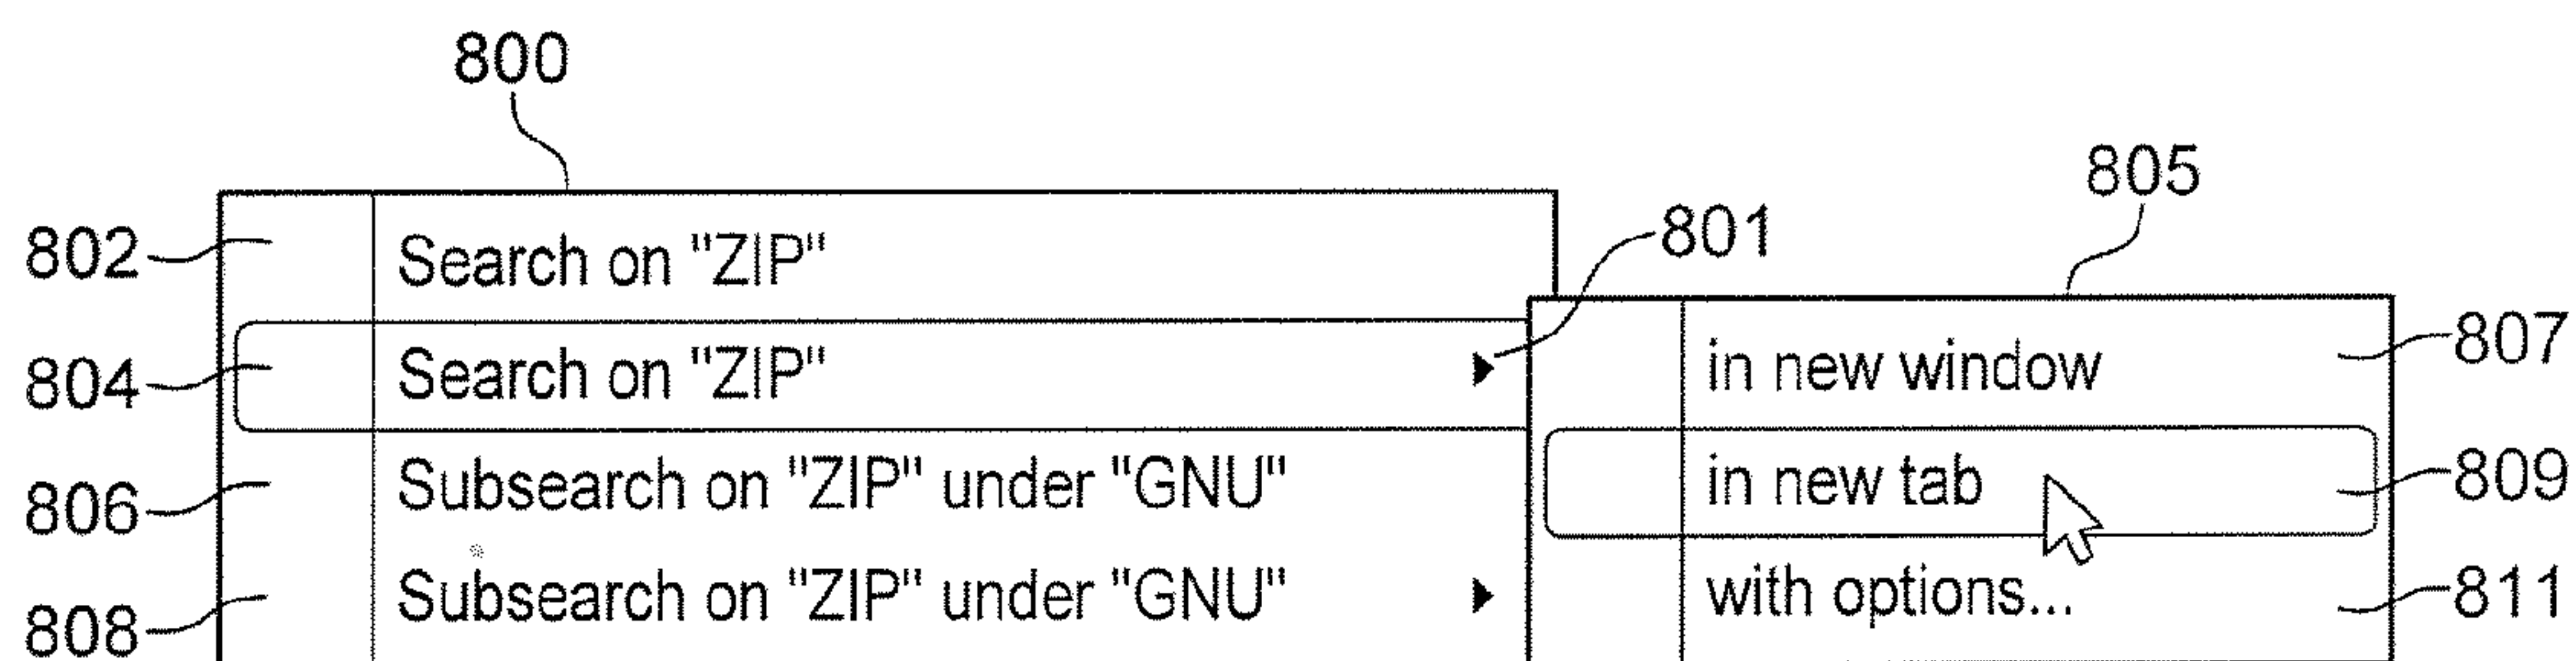 800
805
802 Search on "ZIP" 801
804 Search on "ZIP" in new window 807
806 Subsearch on "ZIP" under "GNU" in new tab 809
808 Subsearch on "ZIP" under "GNU" with options... 811